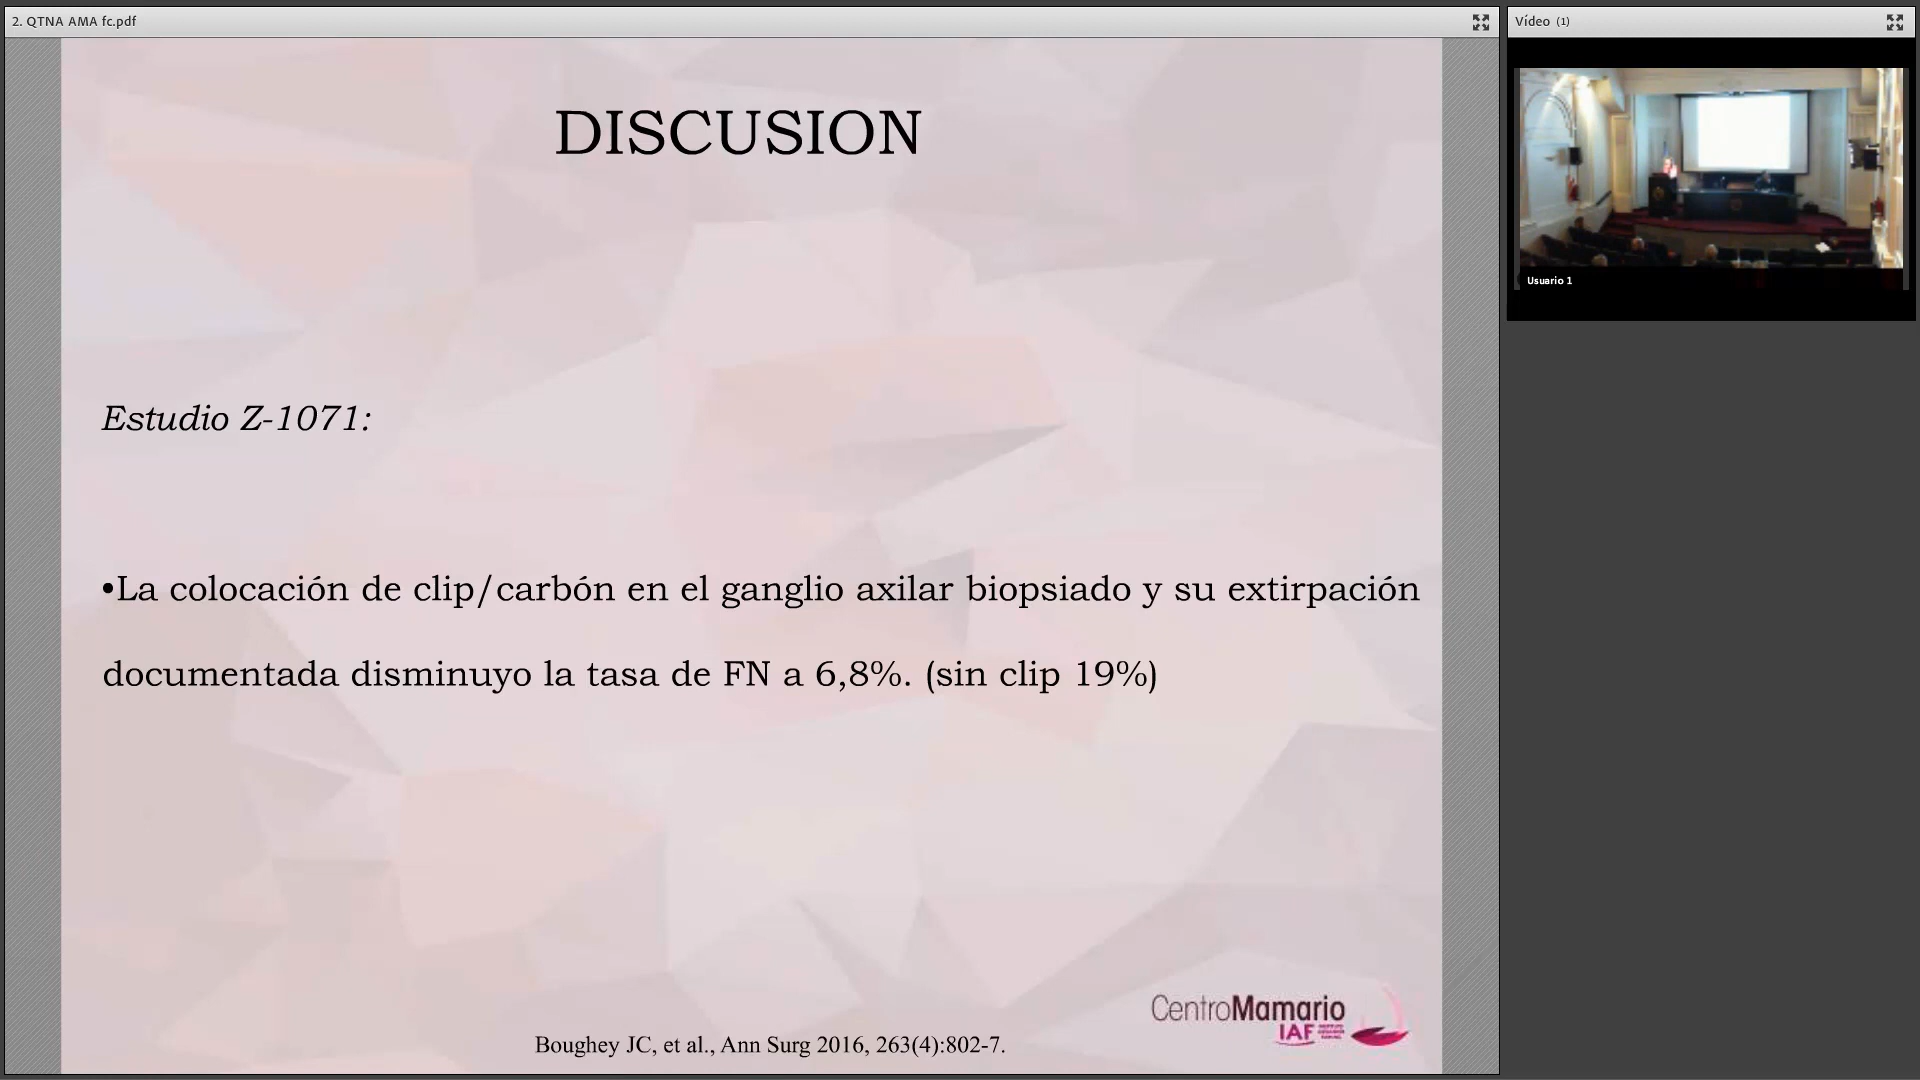 2. QTNA AMA fc.pdf
Vídeo (1)
DISCUSION
Usuario 1
Estudio Z-1071:
•La colocación de clip/carbón en el ganglio axilar biopsiado y su extirpación
documentada disminuyo la tasa de FN a 6,8%. (sin clip 19%)
CentroMamario
IAF
Boughey JC, et al., Ann Surg 2016, 263(4):802-7.